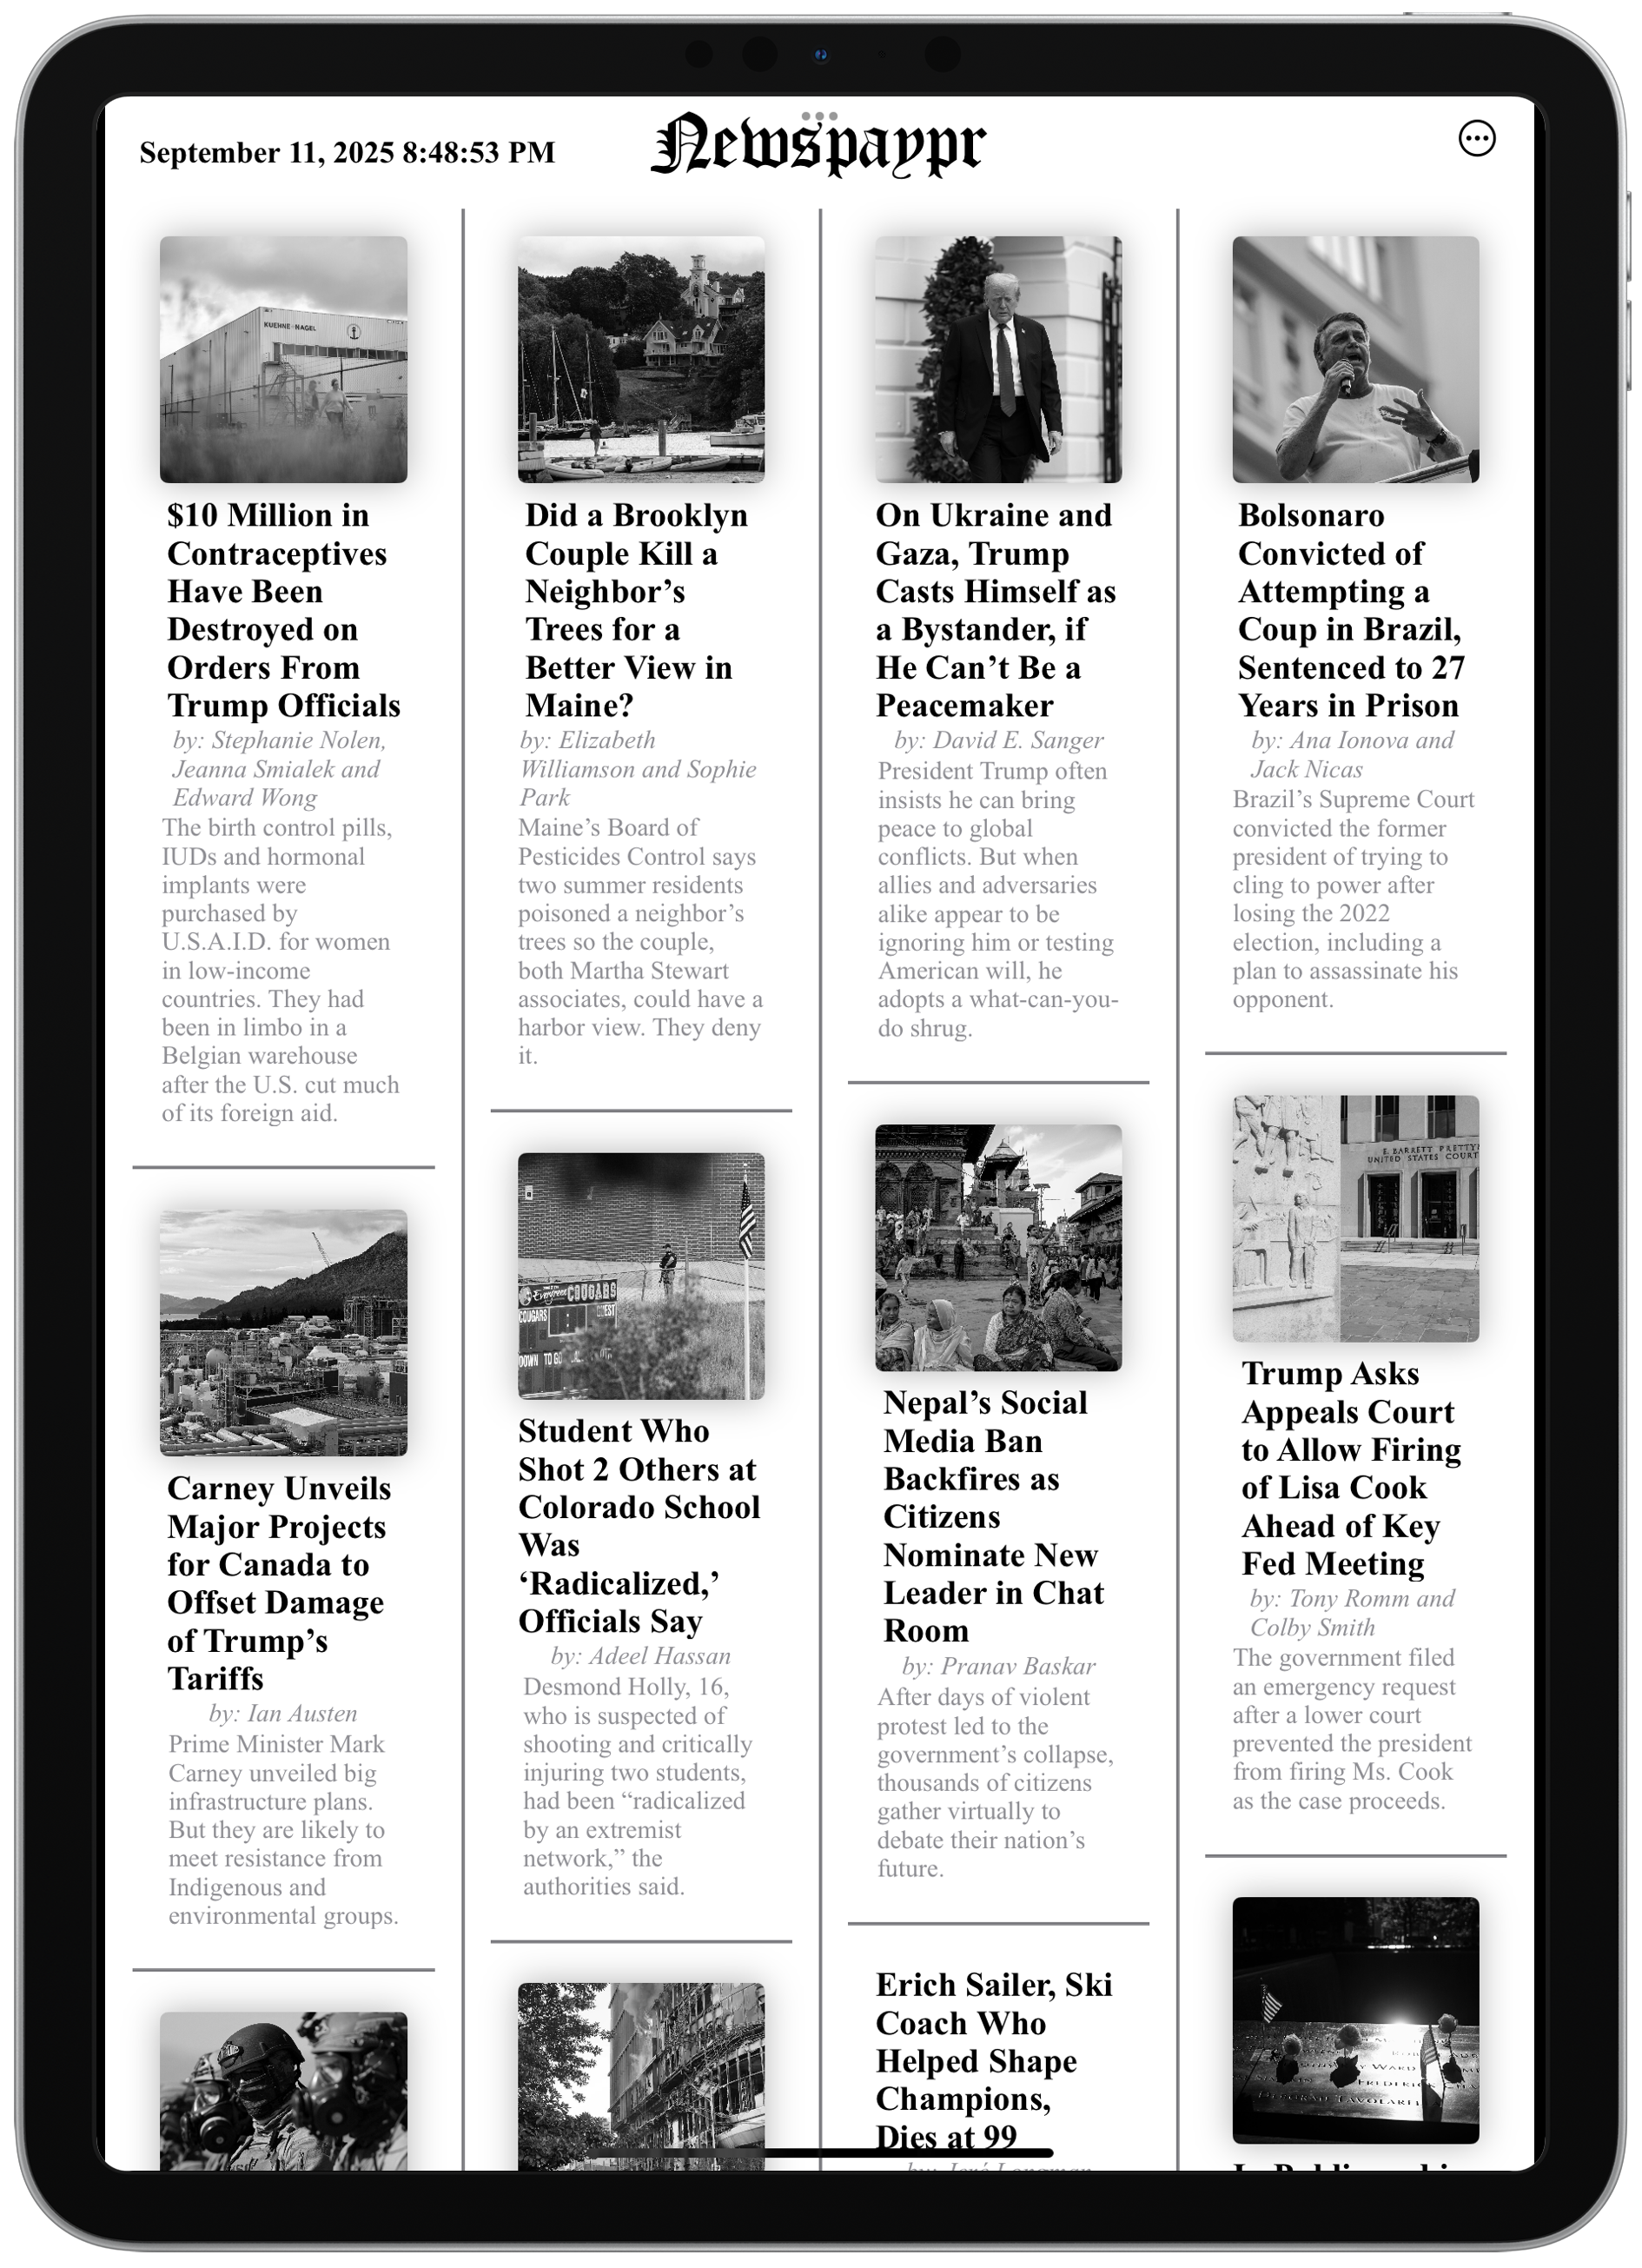 September 11, 2025 8:48:53 PM
Newspaypr
KUEHNE+NAGEL
$10 Million in
Contraceptives
Have Been
Destroyed on
Orders From
Trump Officials
by: Stephanie Nolen,
Jeanna Smialek and
Edward Wong
The birth control pills,
IUDs and hormonal
implants were
purchased by
U.S.A.I.D. for women
in low-income
countries. They had
been in limbo in a
Belgian warehouse
after the U.S. cut much
of its foreign aid.
Carney Unveils
Major Projects
for Canada to
Offset Damage
of Trump’s
Tariffs
by: Ian Austen
Prime Minister Mark
Carney unveiled big
infrastructure plans.
But they are likely to
meet resistance from
Indigenous and
environmental groups.
Did a Brooklyn
Couple Kill a
Neighbor’s
Trees for a
Better View in
Maine?
by: Elizabeth
Williamson and Sophie
Park
Maine’s Board of
Pesticides Control says
two summer residents
poisoned a neighbor’s
trees so the couple,
both Martha Stewart
associates, could have a
harbor view. They deny
it.
Evergreen COUGARS
COUGARS
DOWN TO GO
Student Who
Shot 2 Others at
Colorado School
Was
‘Radicalized,’
Officials Say
by: Adeel Hassan
Desmond Holly, 16,
who is suspected of
shooting and critically
injuring two students,
had been “radicalized
by an extremist
network,” the
authorities said.
On Ukraine and
Gaza, Trump
Casts Himself as
a Bystander, if
He Can’t Be a
Peacemaker
by: David E. Sanger
President Trump often
insists he can bring
peace to global
conflicts. But when
allies and adversaries
alike appear to be
ignoring him or testing
American will, he
adopts a what-can-you-
do shrug.
Nepal’s Social
Media Ban
Backfires as
Citizens
Nominate New
Leader in Chat
Room
by: Pranav Baskar
After days of violent
protest led to the
government’s collapse,
thousands of citizens
gather virtually to
debate their nation’s
future.
Erich Sailer, Ski
Coach Who
Helped Shape
Champions,
Dies at 99
by: Jeré Longman
Bolsonaro
Convicted of
Attempting a
Coup in Brazil,
Sentenced to 27
Years in Prison
by: Ana Ionova and
Jack Nicas
Brazil’s Supreme Court
convicted the former
president of trying to
cling to power after
losing the 2022
election, including a
plan to assassinate his
opponent.
E. BARRETT PRETTY
UNITED STATES COURT
Trump Asks
Appeals Court
to Allow Firing
of Lisa Cook
Ahead of Key
Fed Meeting
by: Tony Romm and
Colby Smith
The government filed
an emergency request
after a lower court
prevented the president
from firing Ms. Cook
as the case proceeds.
WARD
FREDERICK